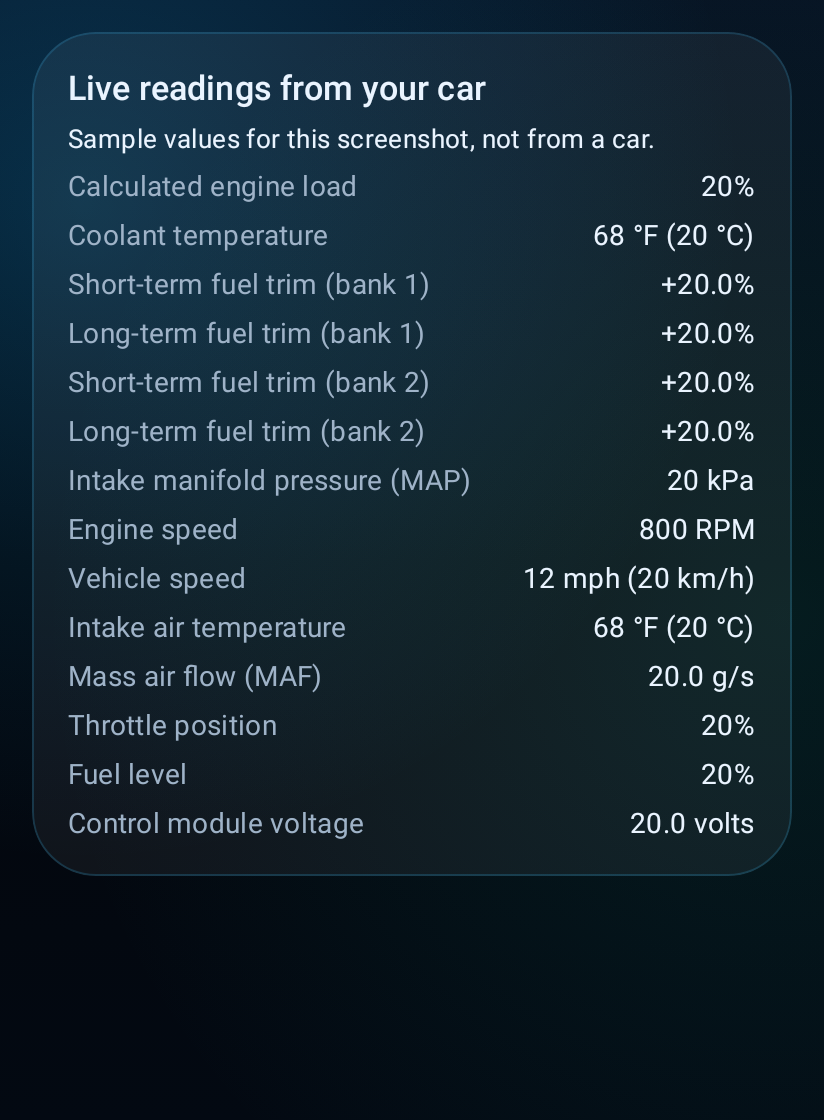 Live readings from your car
Sample values for this screenshot, not from a car.
Calculated engine load 20%
Coolant temperature 68 °F (20 °C)
Short-term fuel trim (bank 1) +20.0%
Long-term fuel trim (bank 1) +20.0%
Short-term fuel trim (bank 2) +20.0%
Long-term fuel trim (bank 2) +20.0%
Intake manifold pressure (MAP) 20 kPa
Engine speed 800 RPM
Vehicle speed 12 mph (20 km/h)
Intake air temperature 68 °F (20 °C)
Mass air flow (MAF) 20.0 g/s
Throttle position 20%
Fuel level 20%
Control module voltage 20.0 volts